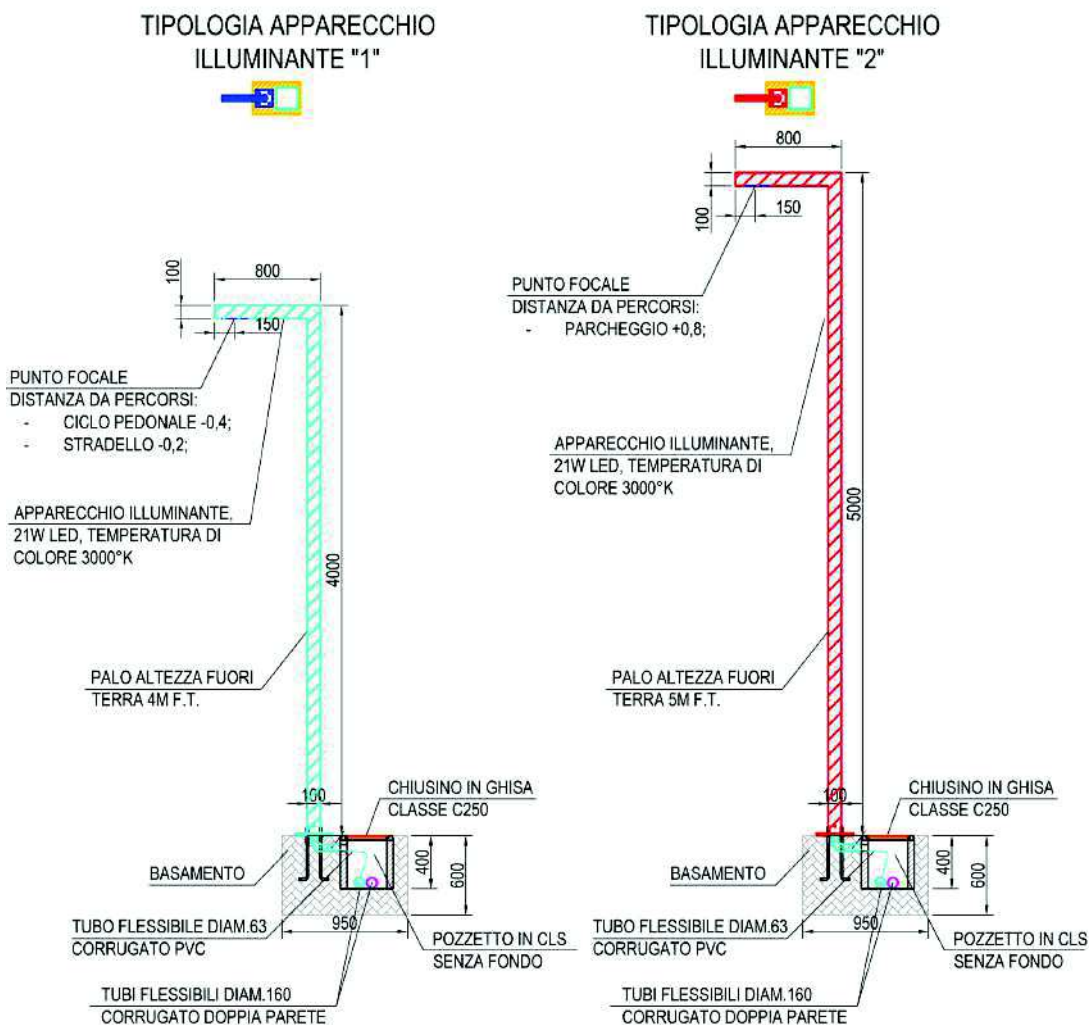 TIPOLOGIA APPARECCHIO
ILLUMINANTE "1"
800
100
150
PUNTO FOCALE
DISTANZA DA PERCORSI:
- CICLO PEDONALE -0,4;
- STRADELLO -0,2;
APPARECCHIO ILLUMINANTE,
21W LED, TEMPERATURA DI
COLORE 3000°K
4000
PALO ALTEZZA FUORI
TERRA 4M F.T.
100
CHIUSINO IN GHISA
CLASSE C250
400
600
BASAMENTO
950
TUBO FLESSIBILE DIAM.63
CORRUGATO PVC
POZZETTO IN CLS
SENZA FONDO
TUBI FLESSIBILI DIAM.160
CORRUGATO DOPPIA PARETE
TIPOLOGIA APPARECCHIO
ILLUMINANTE "2"
800
100
150
PUNTO FOCALE
DISTANZA DA PERCORSI:
- PARCHEGGIO +0,8;
APPARECCHIO ILLUMINANTE,
21W LED, TEMPERATURA DI
COLORE 3000°K
5000
PALO ALTEZZA FUORI
TERRA 5M F.T.
100
CHIUSINO IN GHISA
CLASSE C250
400
600
BASAMENTO
950
TUBO FLESSIBILE DIAM.63
CORRUGATO PVC
POZZETTO IN CLS
SENZA FONDO
TUBI FLESSIBILI DIAM.160
CORRUGATO DOPPIA PARETE